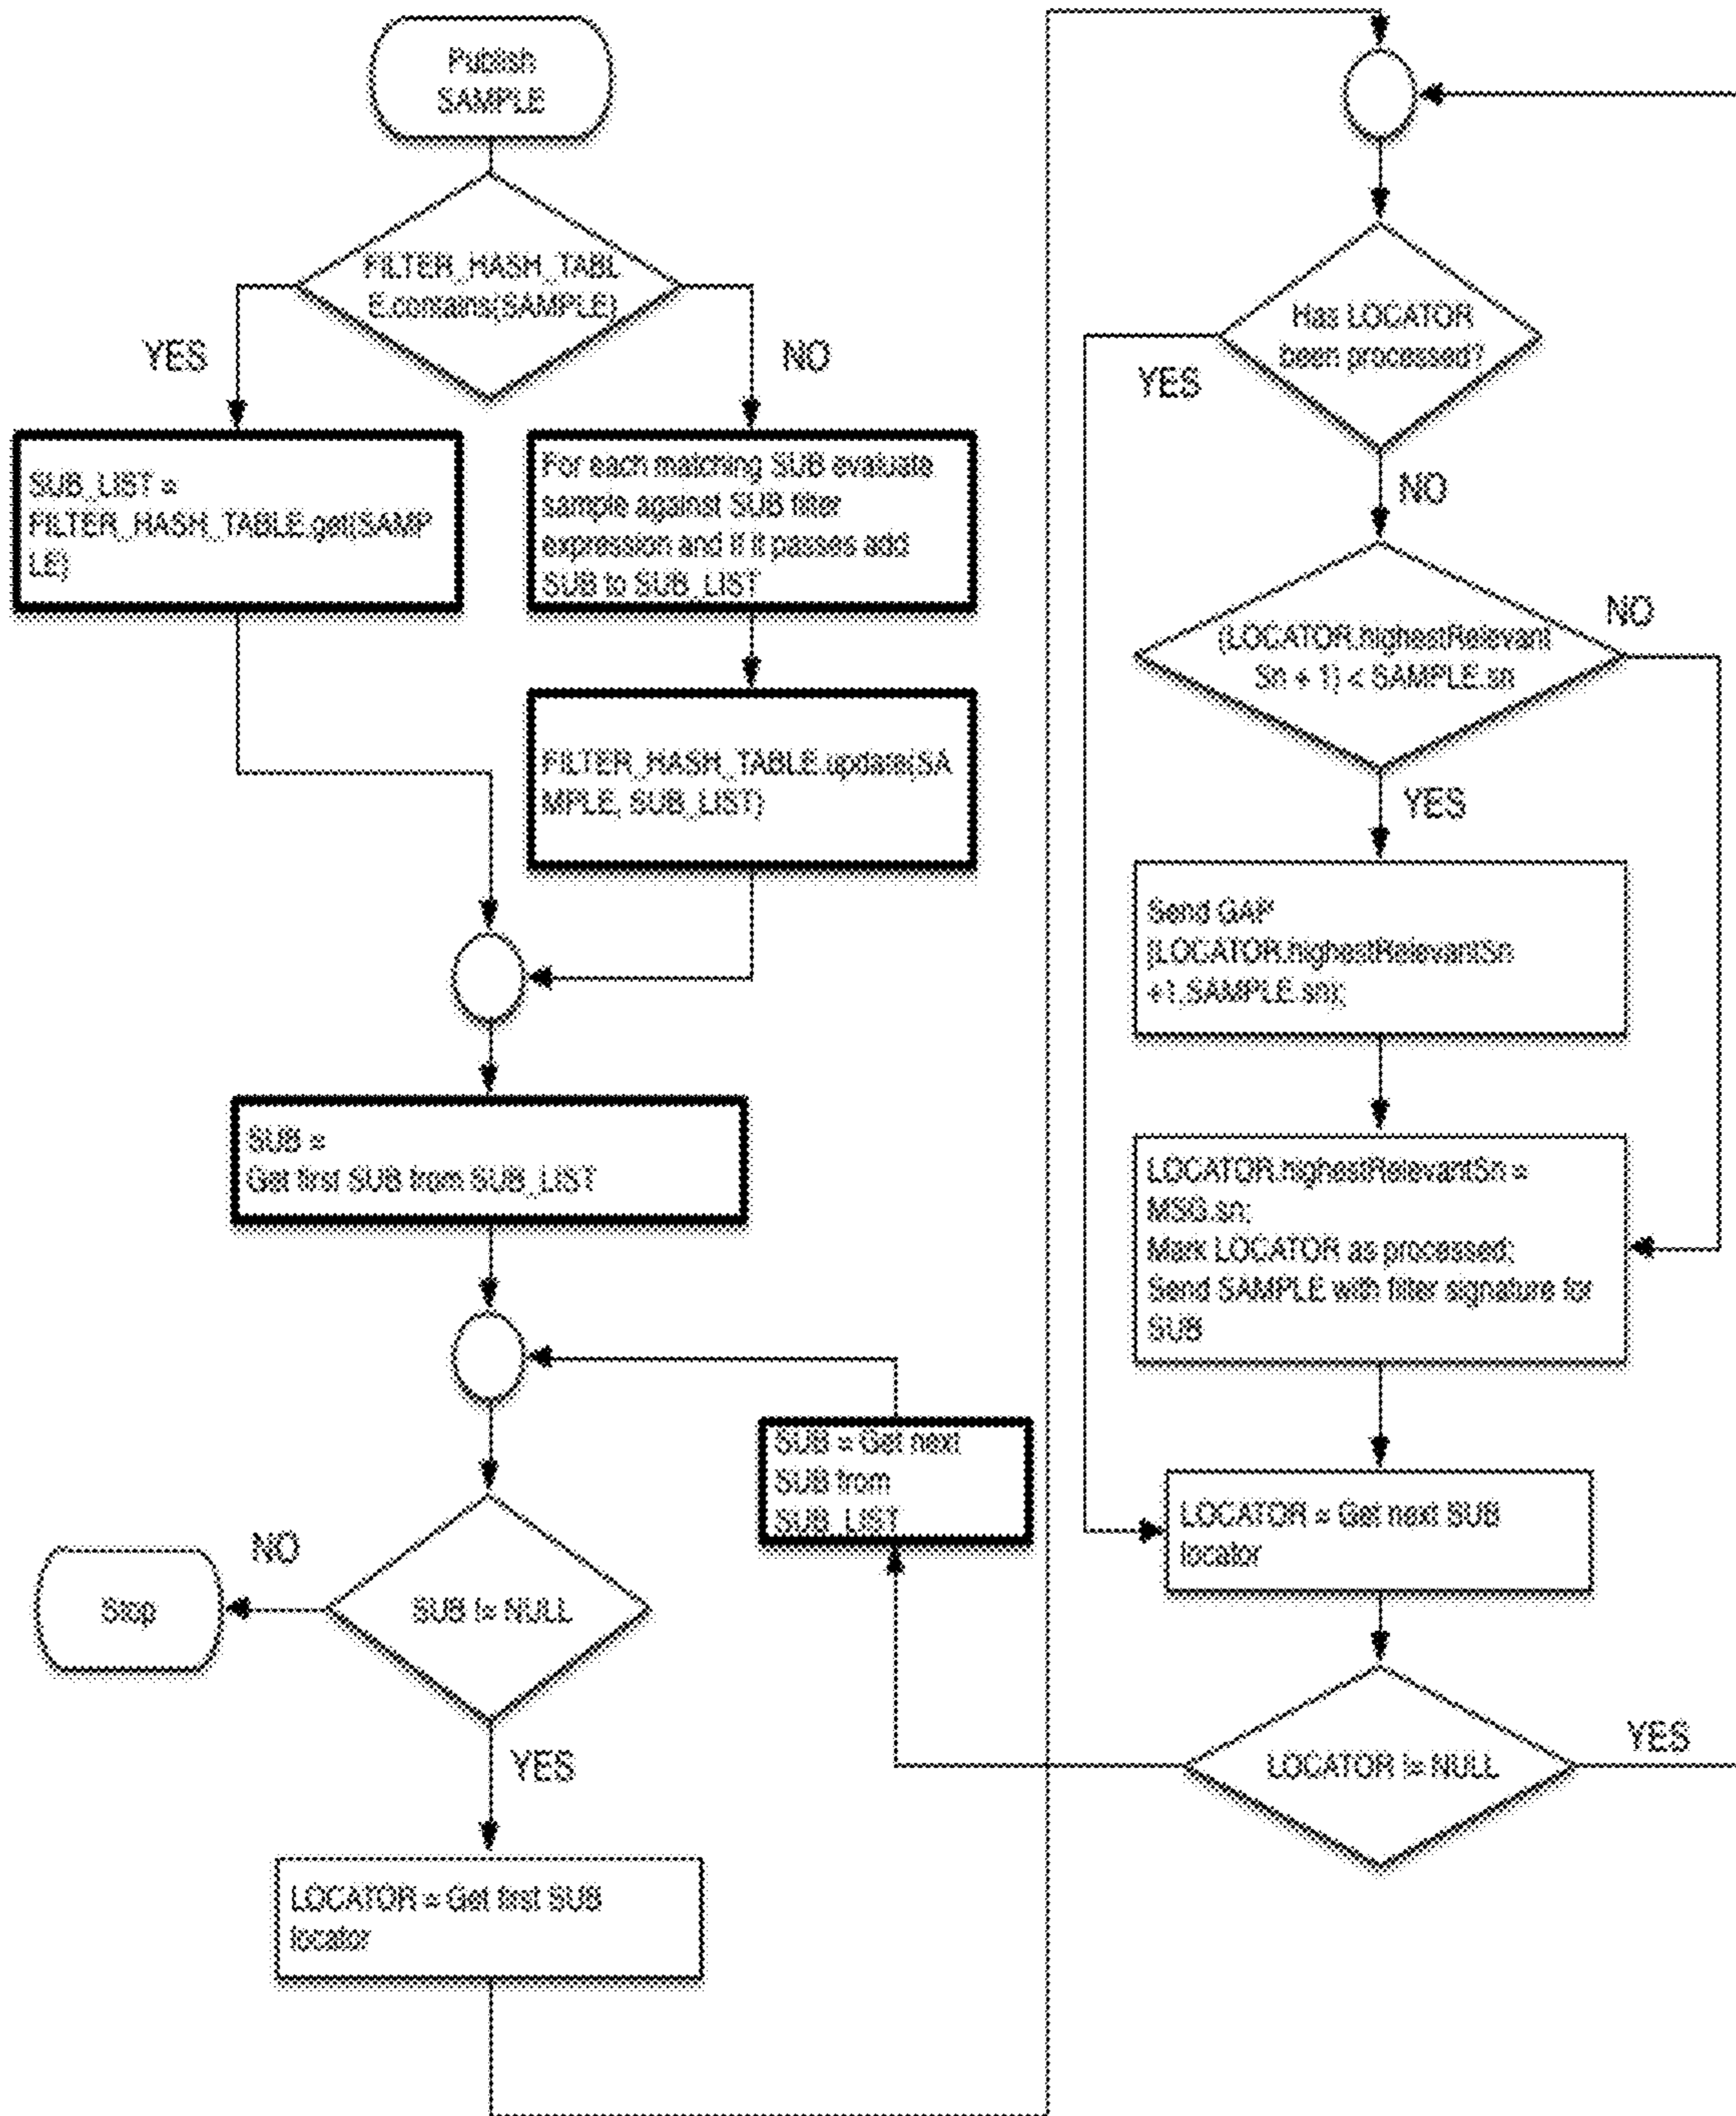 Publish
SAMPLE
FILTER_HASH_TABL
E.contains(SAMPLE)
YES
NO
SUB_LIST =
FILTER_HASH_TABLE.get(SAMP
LE)
For each matching SUB evaluate
sample against SUB filter
expression and if it passes add
SUB to SUB_LIST
FILTER_HASH_TABLE.update(SA
MPLE, SUB_LIST)
SUB =
Get first SUB from SUB_LIST
SUB = Get next
SUB from
SUB_LIST
NO
Stop
SUB != NULL
YES
LOCATOR = Get first SUB
locator
Has LOCATOR
been processed?
YES
NO
(LOCATOR.highestRelevant
Sn + 1) < SAMPLE.sn
NO
YES
Send GAP
(LOCATOR.highestRelevantSn
+1,SAMPLE.sn);
LOCATOR.highestRelevantSn =
MSG.sn;
Mark LOCATOR as processed;
Send SAMPLE with filter signature for
SUB
LOCATOR = Get next SUB
locator
LOCATOR != NULL
YES